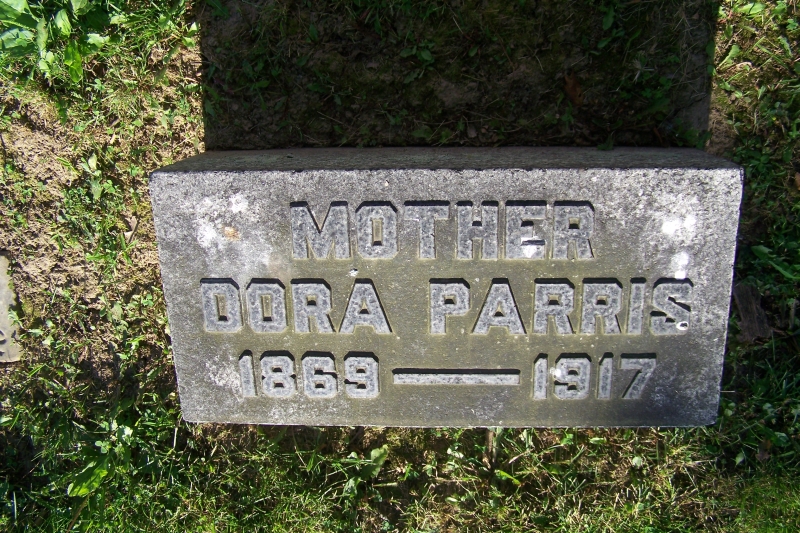 MOTHER
DORA PARRIS
1869 — 1917